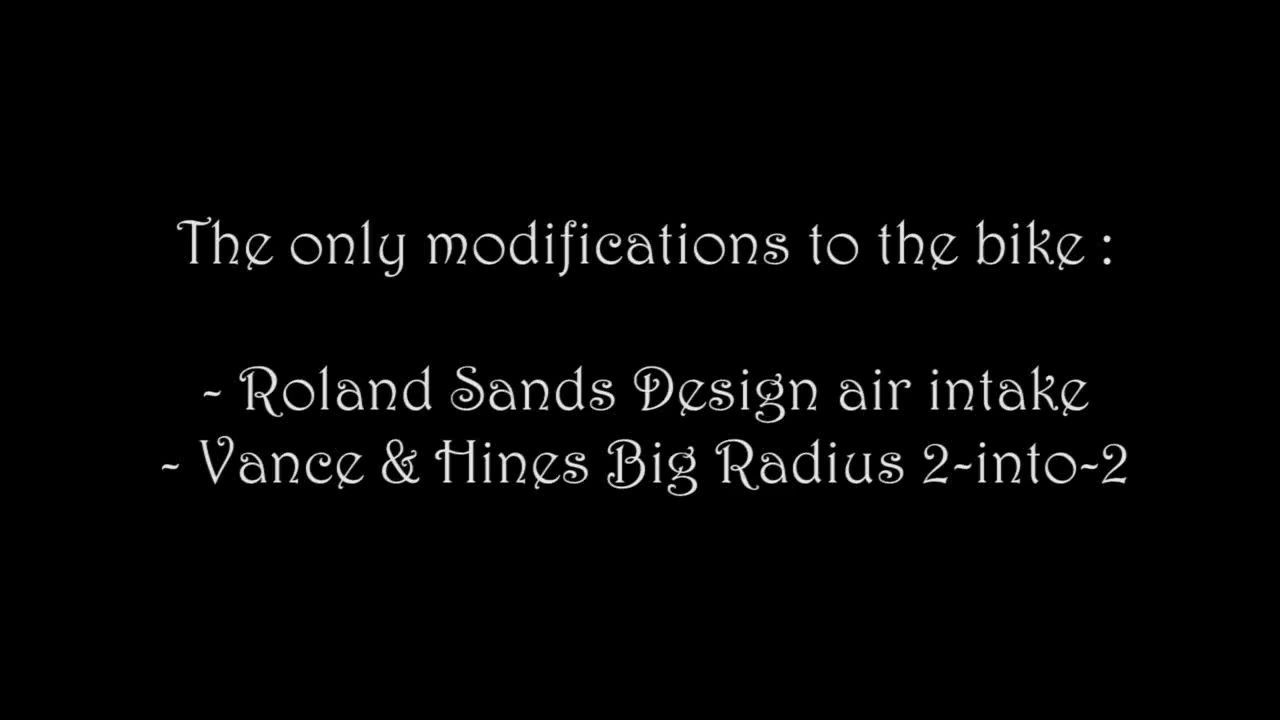 The only modifications to the bike :
- Roland Sands Design air intake
- Vance & Hines Big Radius 2-into-2